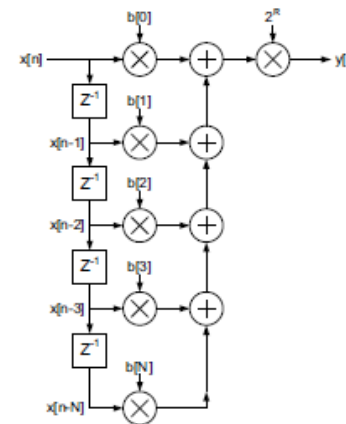 b[0] 2^R
x[n] y[
Z^-1 b[1]
x[n-1]
Z^-1 b[2]
x[n-2]
Z^-1 b[3]
x[n-3]
Z^-1 b[N]
x[n-N]